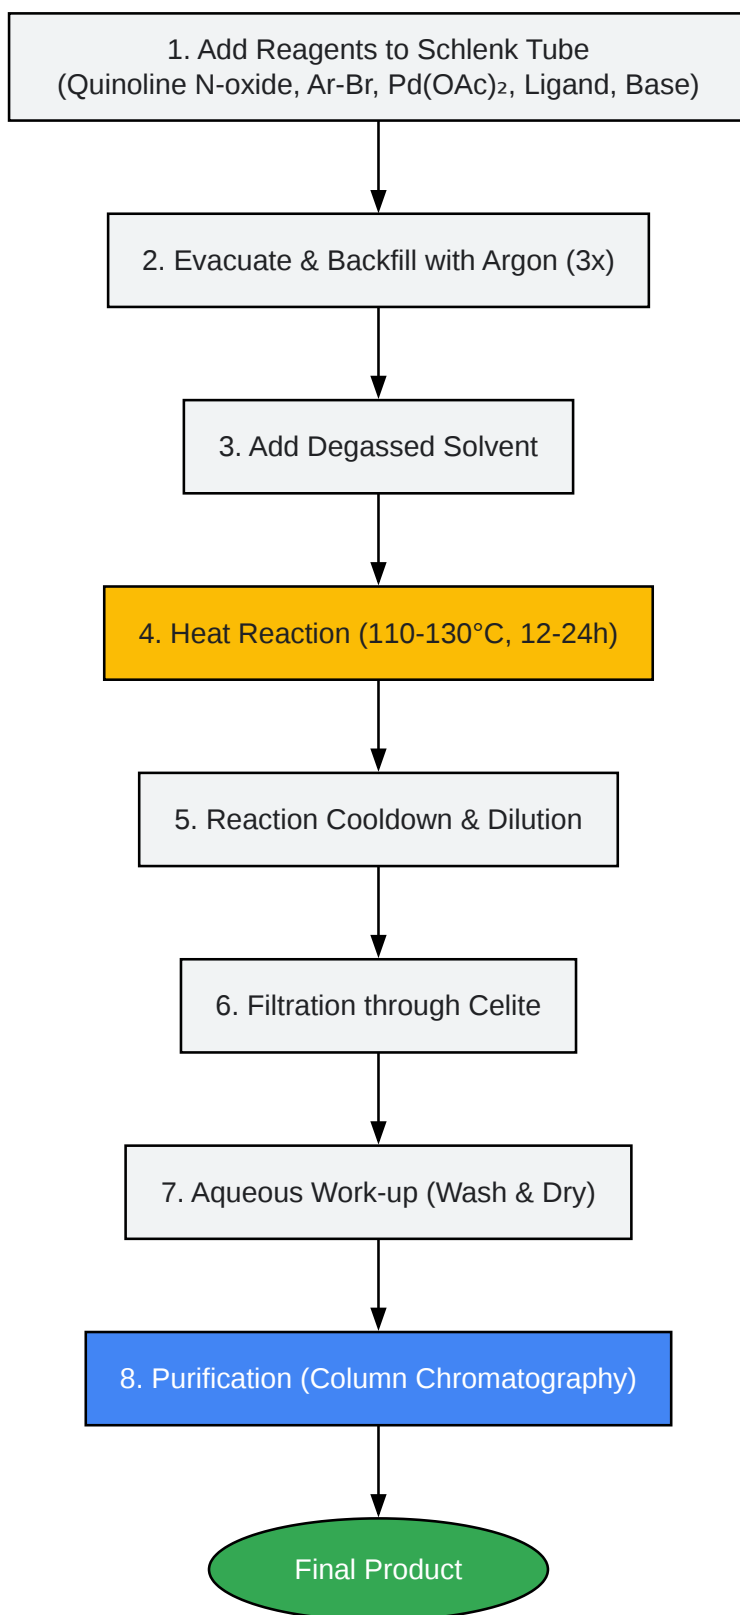 1. Add Reagents to Schlenk Tube
(Quinoline N-oxide, Ar-Br, Pd(OAc)₂, Ligand, Base)
2. Evacuate & Backfill with Argon (3x)
3. Add Degassed Solvent
4. Heat Reaction (110-130°C, 12-24h)
5. Reaction Cooldown & Dilution
6. Filtration through Celite
7. Aqueous Work-up (Wash & Dry)
8. Purification (Column Chromatography)
Final Product